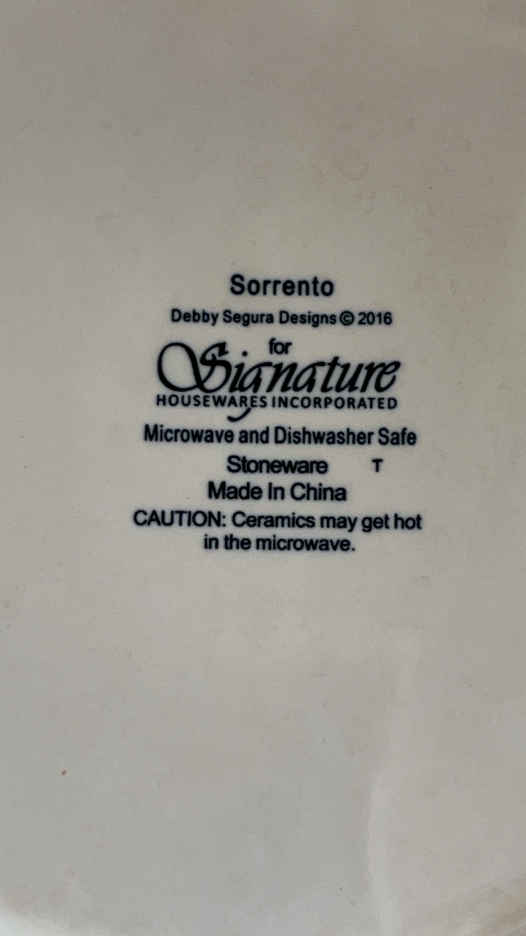 Sorrento
Debby Segura Designs © 2016
for
Signature
HOUSEWARES INCORPORATED
Microwave and Dishwasher Safe
Stoneware T
Made In China
CAUTION: Ceramics may get hot
in the microwave.